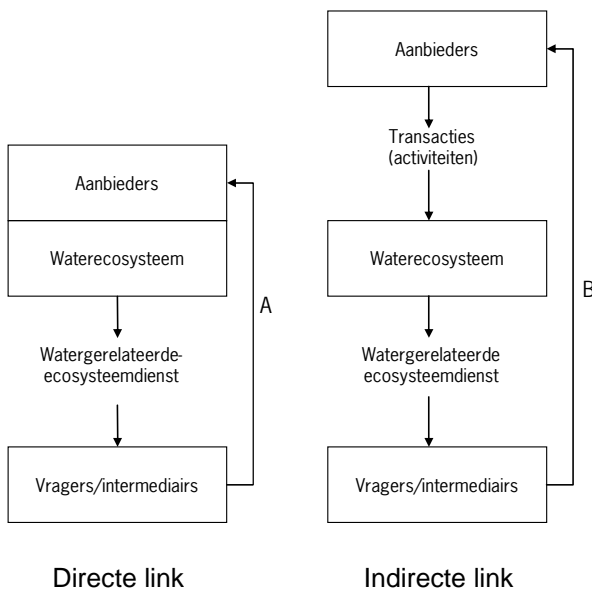 Aanbieders
Waterecosysteem
A
Watergerelateerde-
ecosysteemdienst
Vragers/intermediairs
Directe link
Aanbieders
Transacties
(activiteiten)
Waterecosysteem
B
Watergerelateerde
ecosysteemdienst
Vragers/intermediairs
Indirecte link